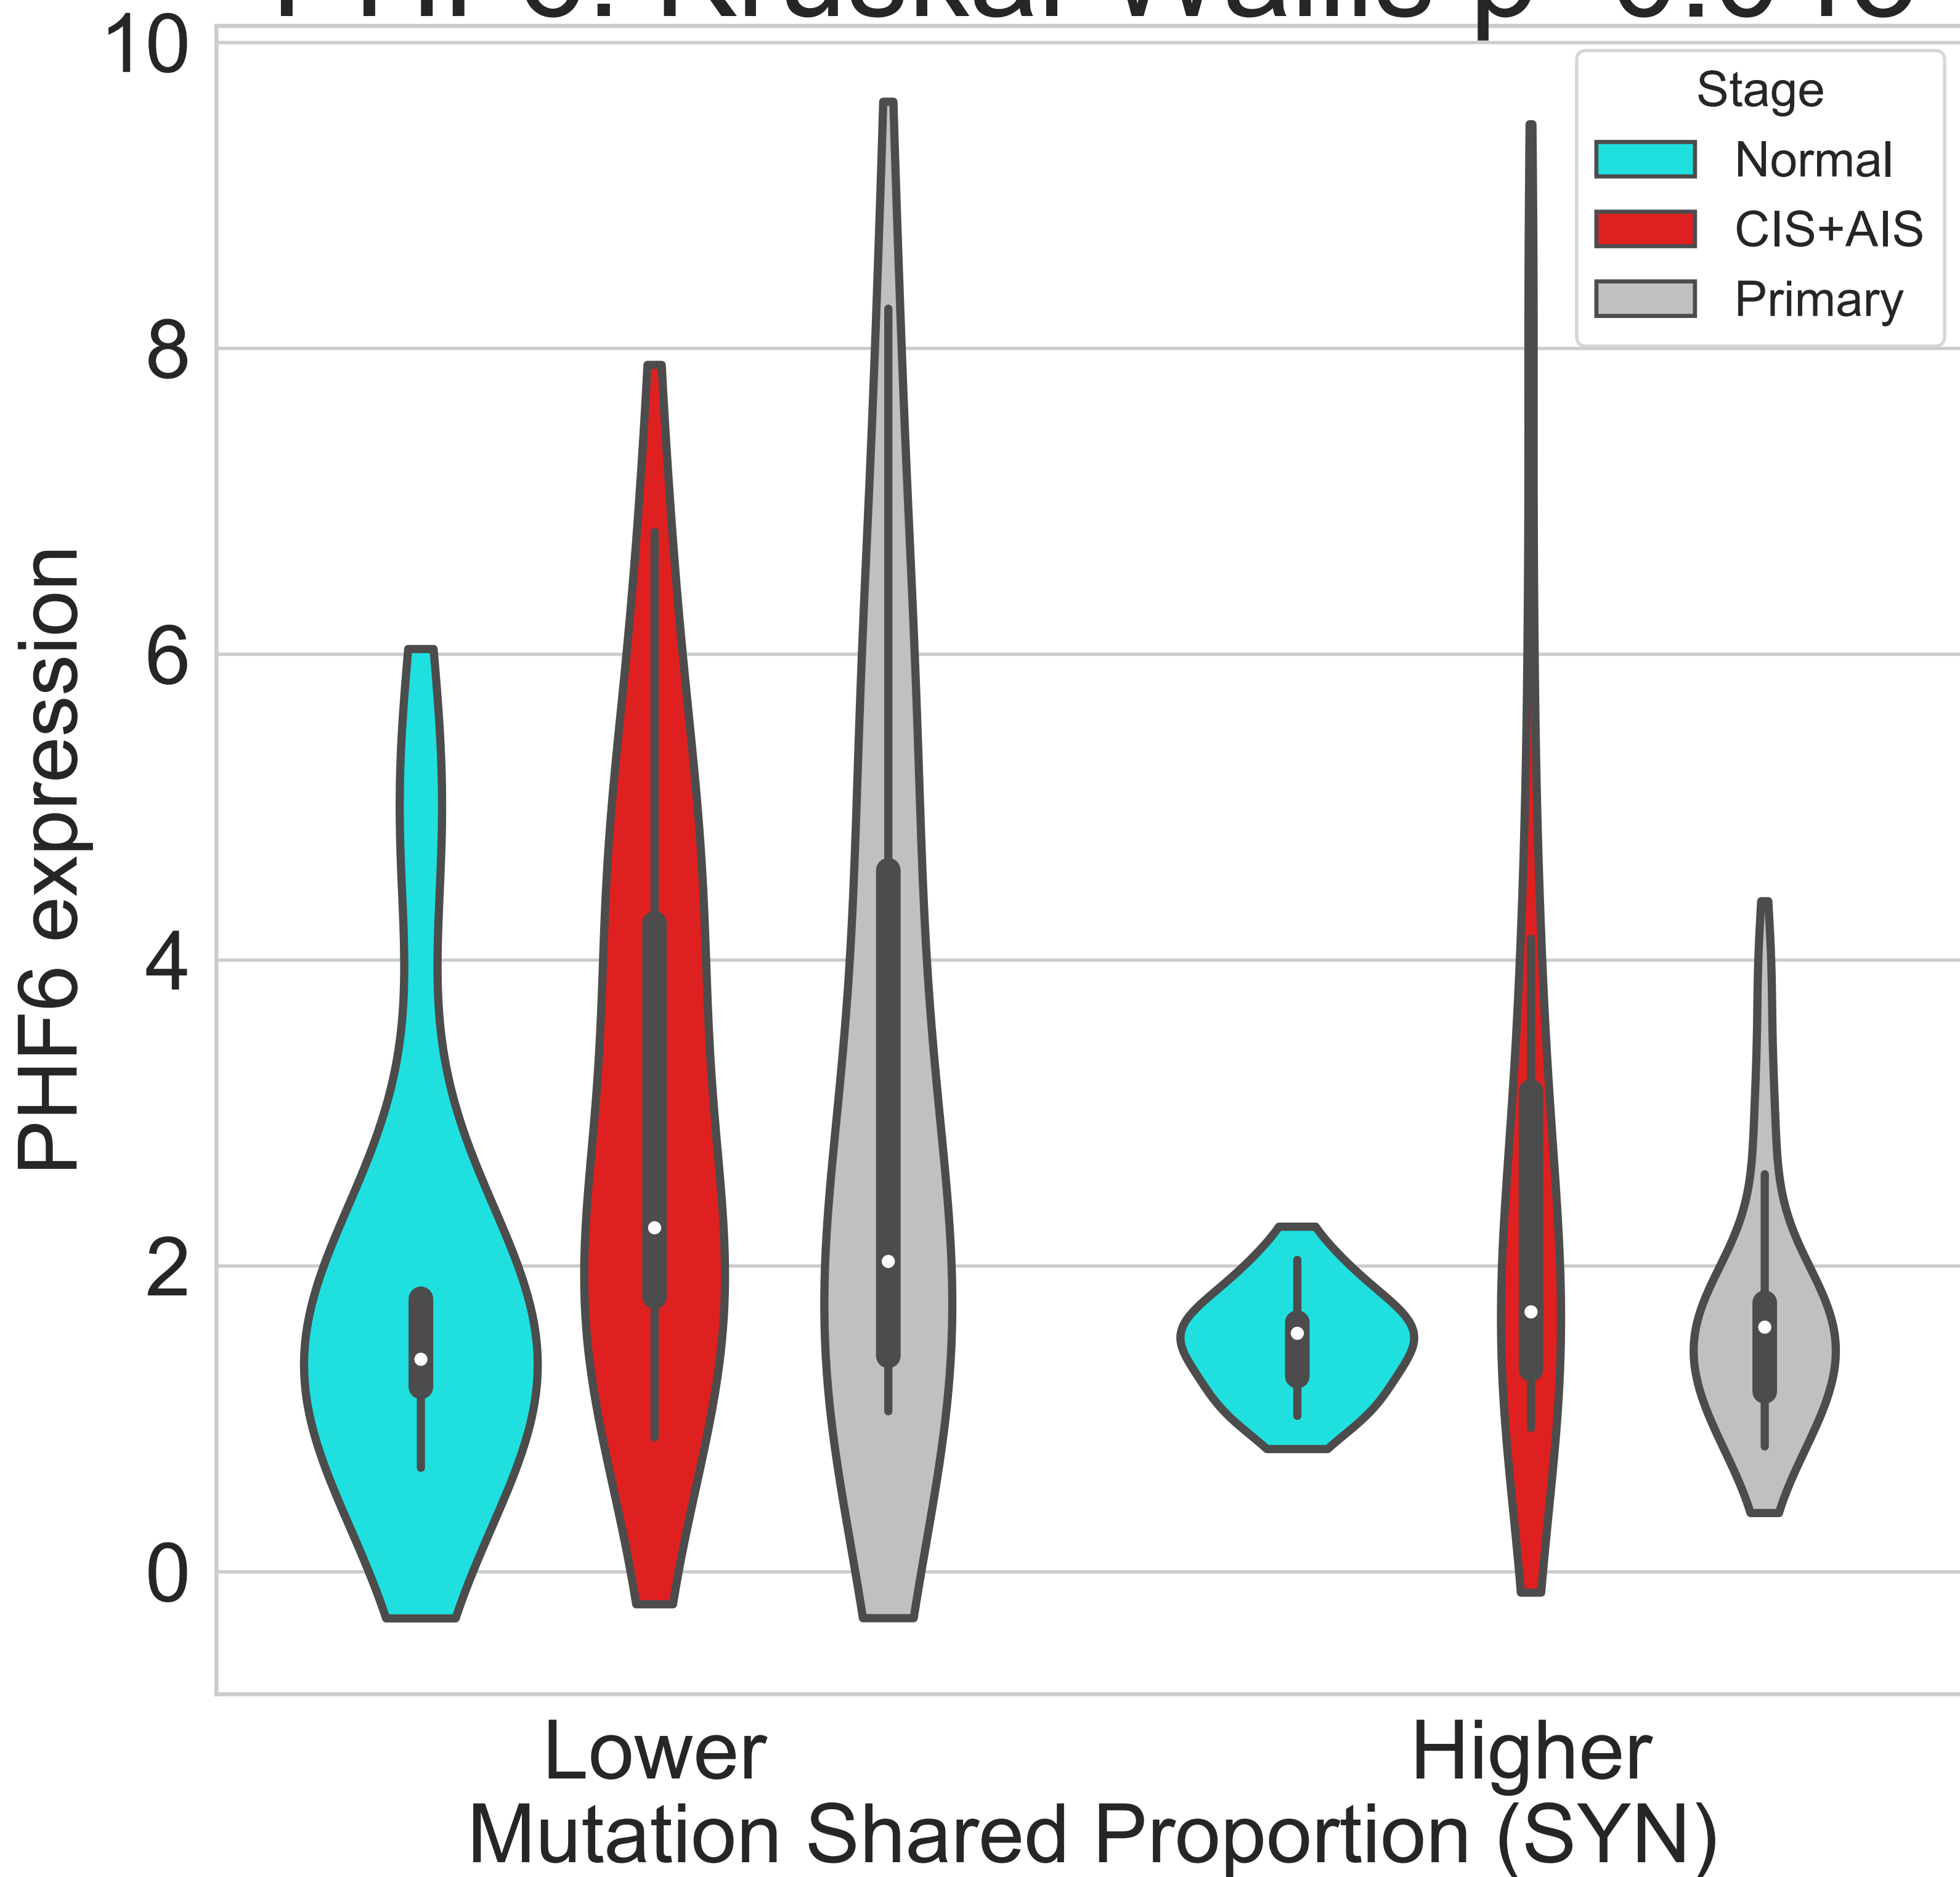 10
8
6
4
2
0
PHF6 expression
Stage
Normal
CIS+AIS
Primary
Lower
Higher
Mutation Shared Proportion (SYN)